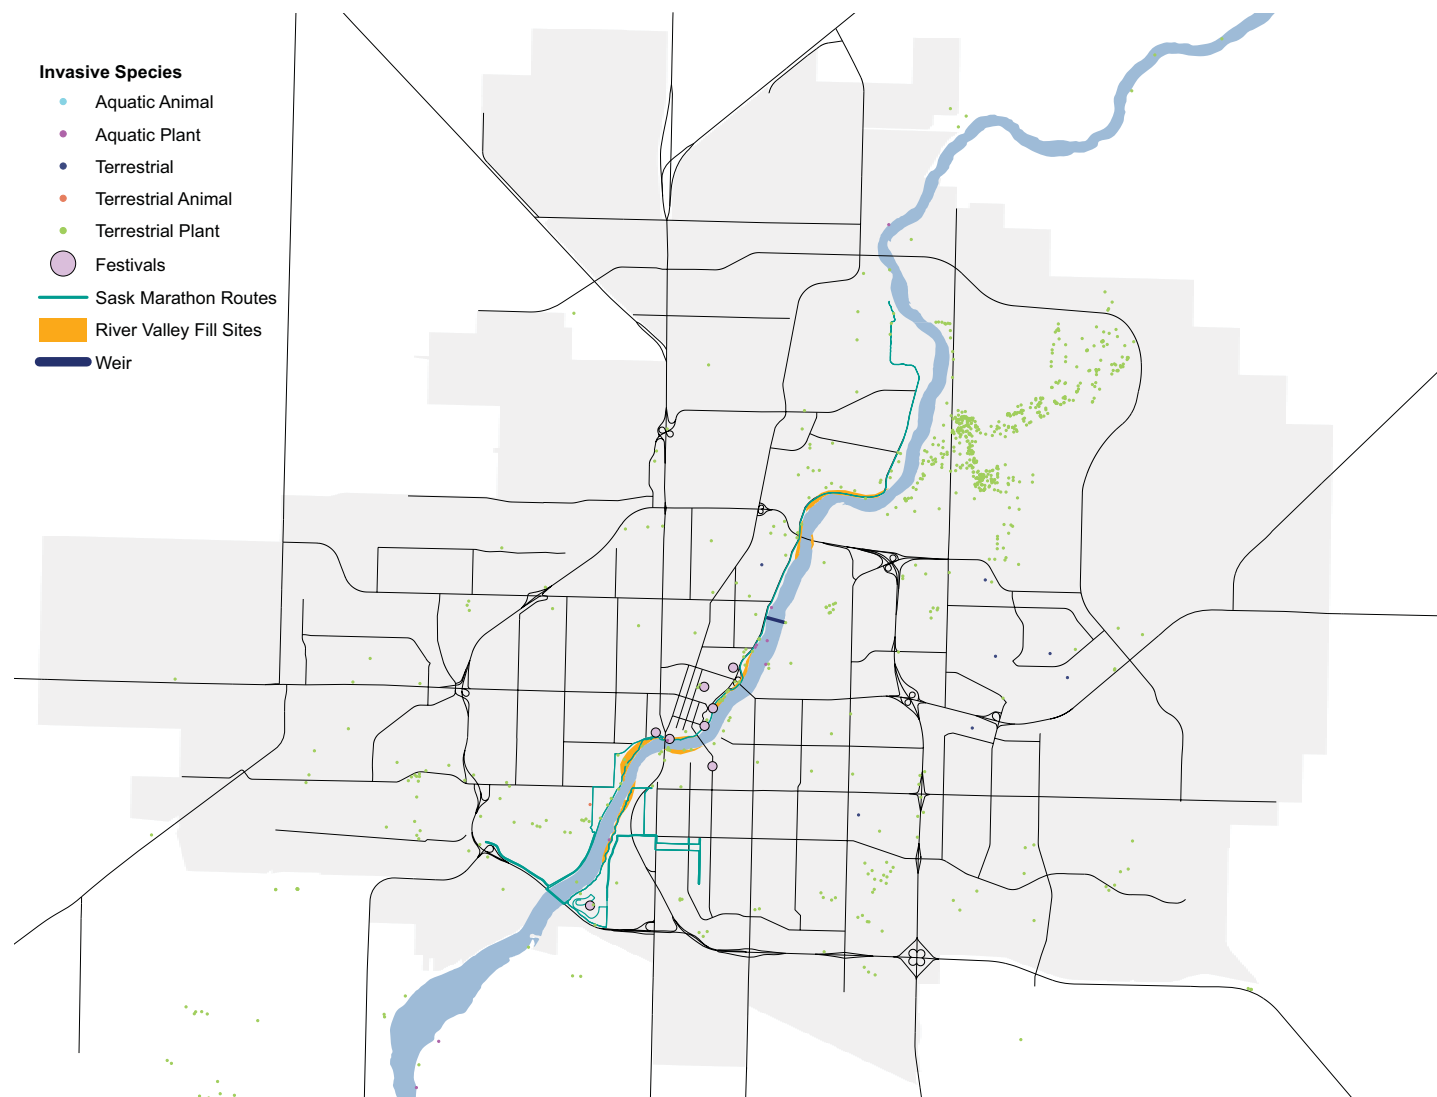 Invasive Species
Aquatic Animal
Aquatic Plant
Terrestrial
Terrestrial Animal
Terrestrial Plant
Festivals
Sask Marathon Routes
River Valley Fill Sites
Weir